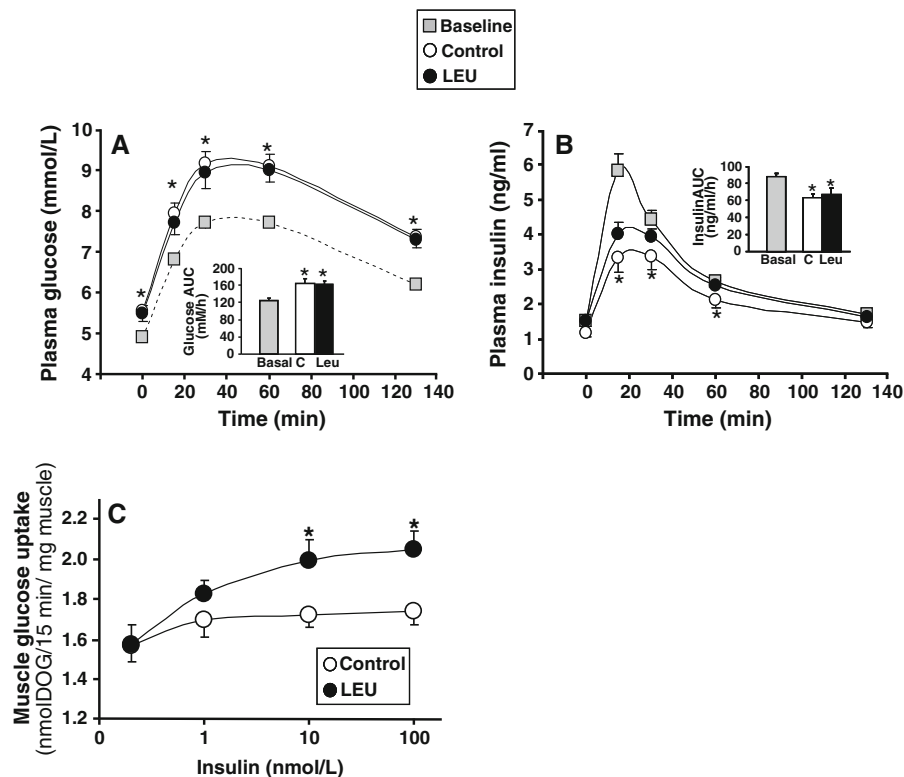 Baseline
Control
LEU
A
Plasma glucose (mmol/L)
10
9
8
7
6
5
4
*
*
*
*
*
Glucose AUC
(mM/h)
200
160
120
80
40
0
* *
Basal C Leu
0 20 40 60 80 100 120 140
Time (min)
B
Plasma insulin (ng/ml)
7
6
5
4
3
2
1
0
* * *
InsulinAUC
(ng/ml/h)
100
80
60
40
20
0
* *
Basal C Leu
0 20 40 60 80 100 120 140
Time (min)
C
Muscle glucose uptake
(nmolDOG/15 min/ mg muscle)
2.2
2.0
1.8
1.6
1.4
1.2
* *
Control
LEU
0 1 10 100
Insulin (nmol/L)